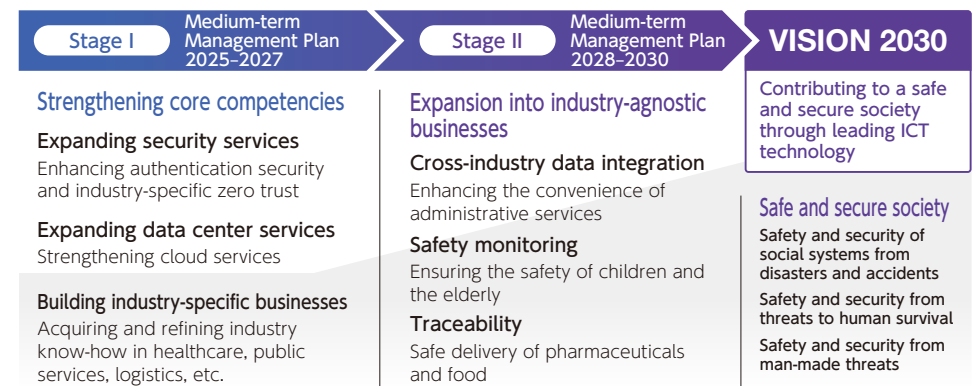 Stage I
Medium-term
Management Plan
2025–2027
Stage II
Medium-term
Management Plan
2028–2030
VISION 2030
Contributing to a safe
and secure society
through leading ICT
technology
Strengthening core competencies
Expanding security services
Enhancing authentication security
and industry-specific zero trust
Expanding data center services
Strengthening cloud services
Building industry-specific businesses
Acquiring and refining industry
know-how in healthcare, public
services, logistics, etc.
Expansion into industry-agnostic
businesses
Cross-industry data integration
Enhancing the convenience of
administrative services
Safety monitoring
Ensuring the safety of children and
the elderly
Traceability
Safe delivery of pharmaceuticals
and food
Safe and secure society
Safety and security of
social systems from
disasters and accidents
Safety and security from
threats to human survival
Safety and security from
man-made threats